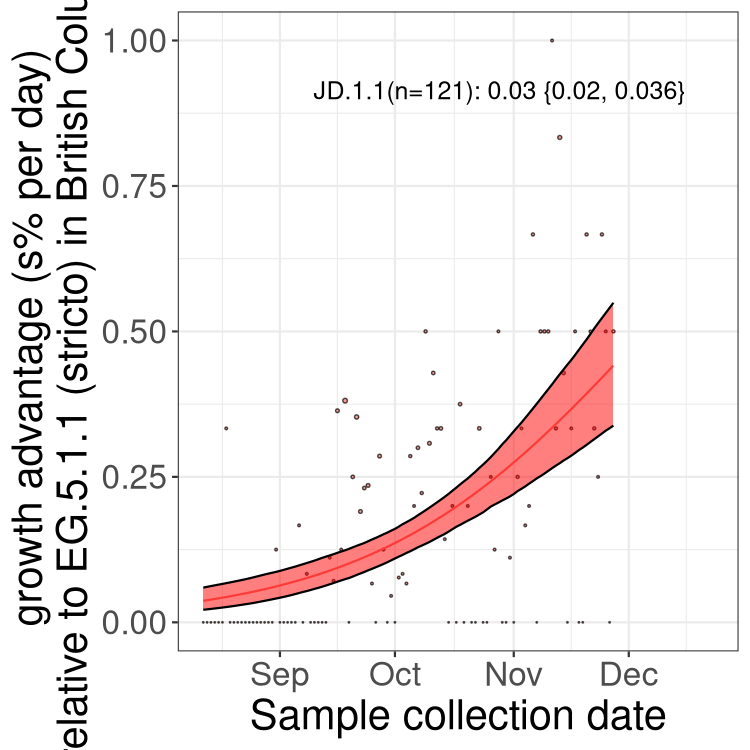 growth advantage (s% per day)
relative to EG.5.1.1 (stricto) in British
1.00
0.75
0.50
0.25
0.00
JD.1.1(n=121): 0.03 {0.02, 0.036}
Sep Oct Nov Dec
Sample collection date